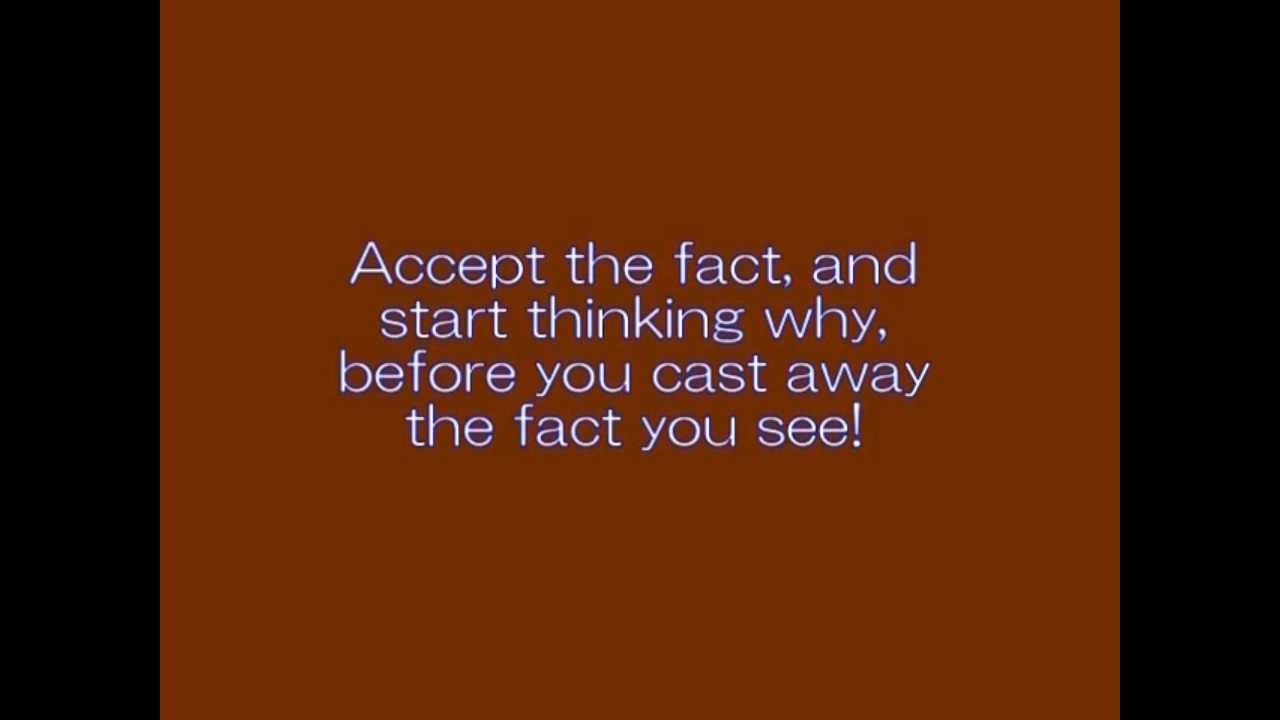 Accept the fact, and
start thinking why,
before you cast away
the fact you see!